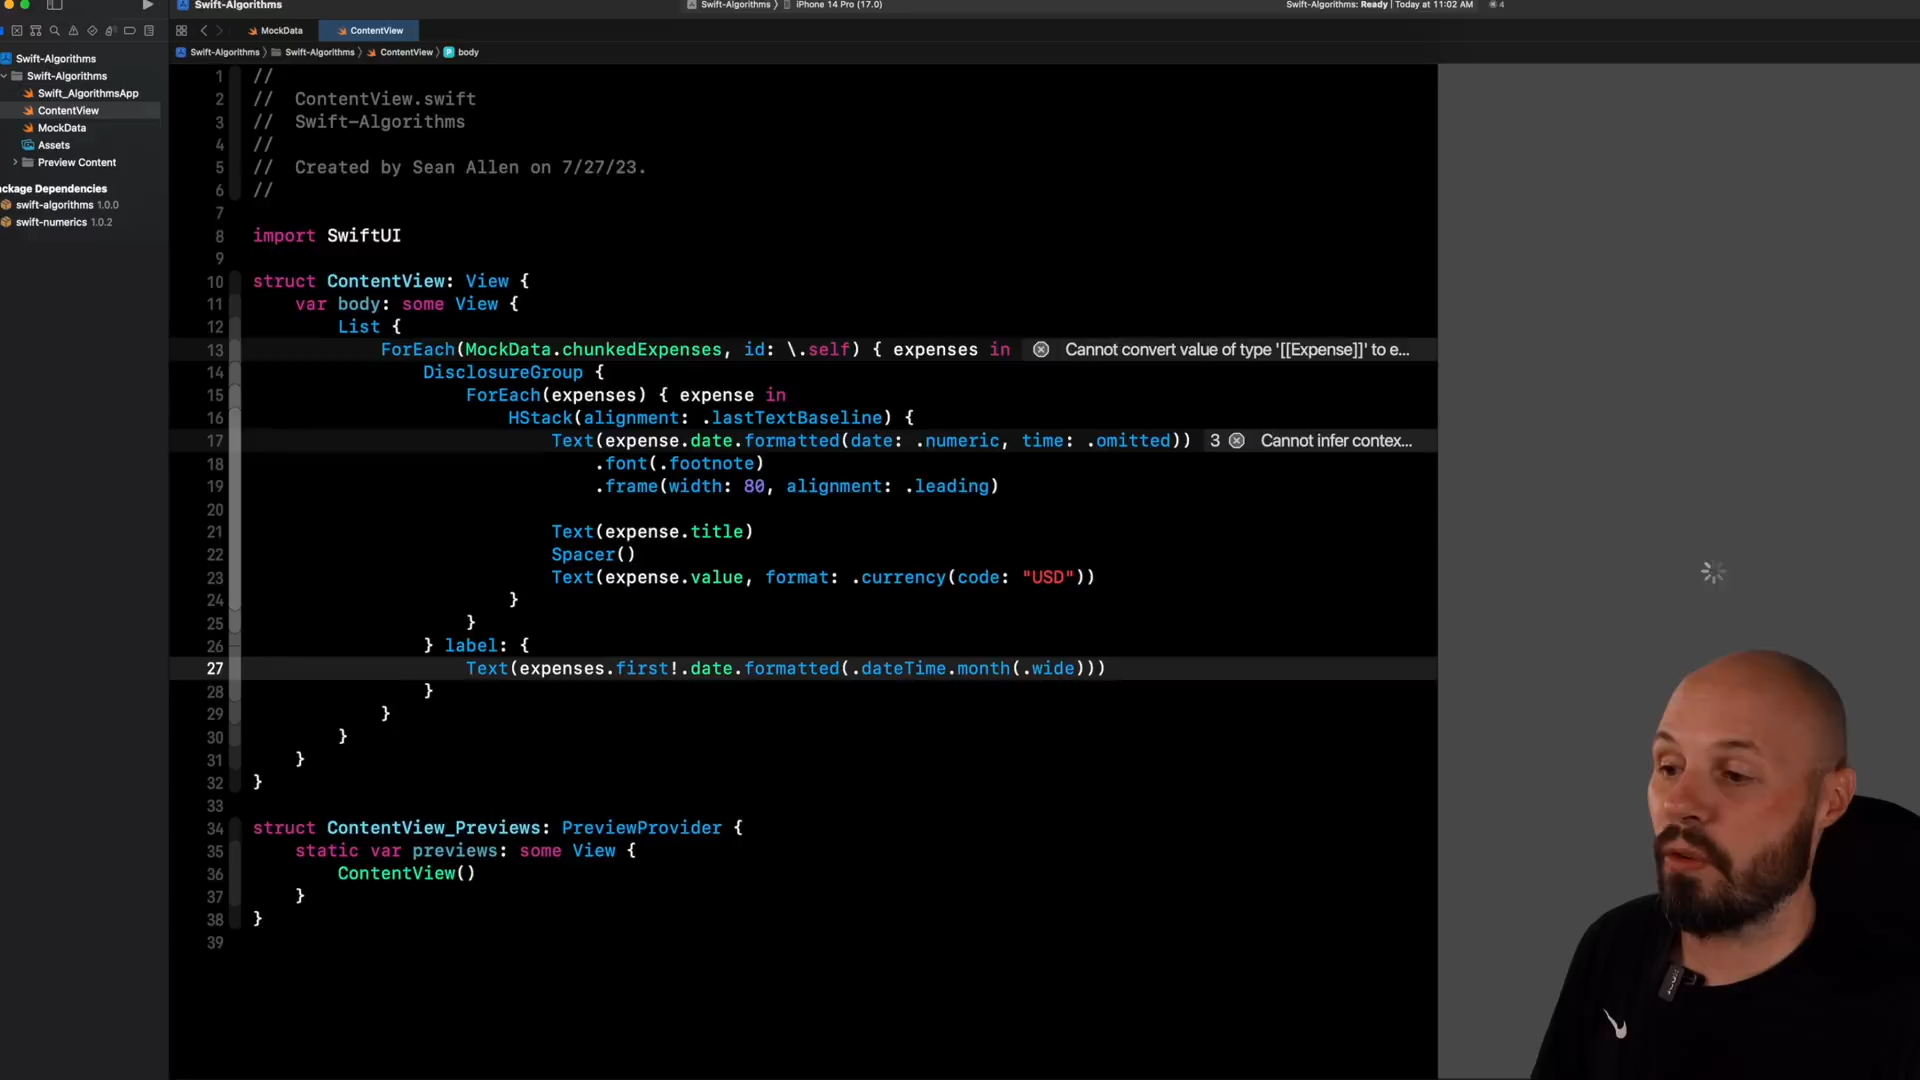 Swift-Algorithms
Swift-Algorithms
iPhone 14 Pro (17.0)
Swift-Algorithms: Ready | Today at 11:02 AM
4
MockData
ContentView
Swift-Algorithms
Swift-Algorithms
ContentView
body
Swift-Algorithms
Swift-Algorithms
Swift_AlgorithmsApp
ContentView
MockData
Assets
Preview Content
ackage Dependencies
swift-algorithms 1.0.0
swift-numerics 1.0.2
1 //
2 //  ContentView.swift
3 //  Swift-Algorithms
4 //
5 //  Created by Sean Allen on 7/27/23.
6 //
7
8 import SwiftUI
9
10 struct ContentView: View {
11     var body: some View {
12         List {
13             ForEach(MockData.chunkedExpenses, id: \.self) { expenses in Cannot convert value of type '[[Expense]]' to e...
14                 DisclosureGroup {
15                     ForEach(expenses) { expense in
16                         HStack(alignment: .lastTextBaseline) {
17                             Text(expense.date.formatted(date: .numeric, time: .omitted)) 3 Cannot infer contex...
18                                 .font(.footnote)
19                                 .frame(width: 80, alignment: .leading)
20
21                             Text(expense.title)
22                             Spacer()
23                             Text(expense.value, format: .currency(code: "USD"))
24                         }
25                     }
26                 } label: {
27                     Text(expenses.first!.date.formatted(.dateTime.month(.wide)))
28                 }
29             }
30         }
31     }
32 }
33
34 struct ContentView_Previews: PreviewProvider {
35     static var previews: some View {
36         ContentView()
37     }
38 }
39